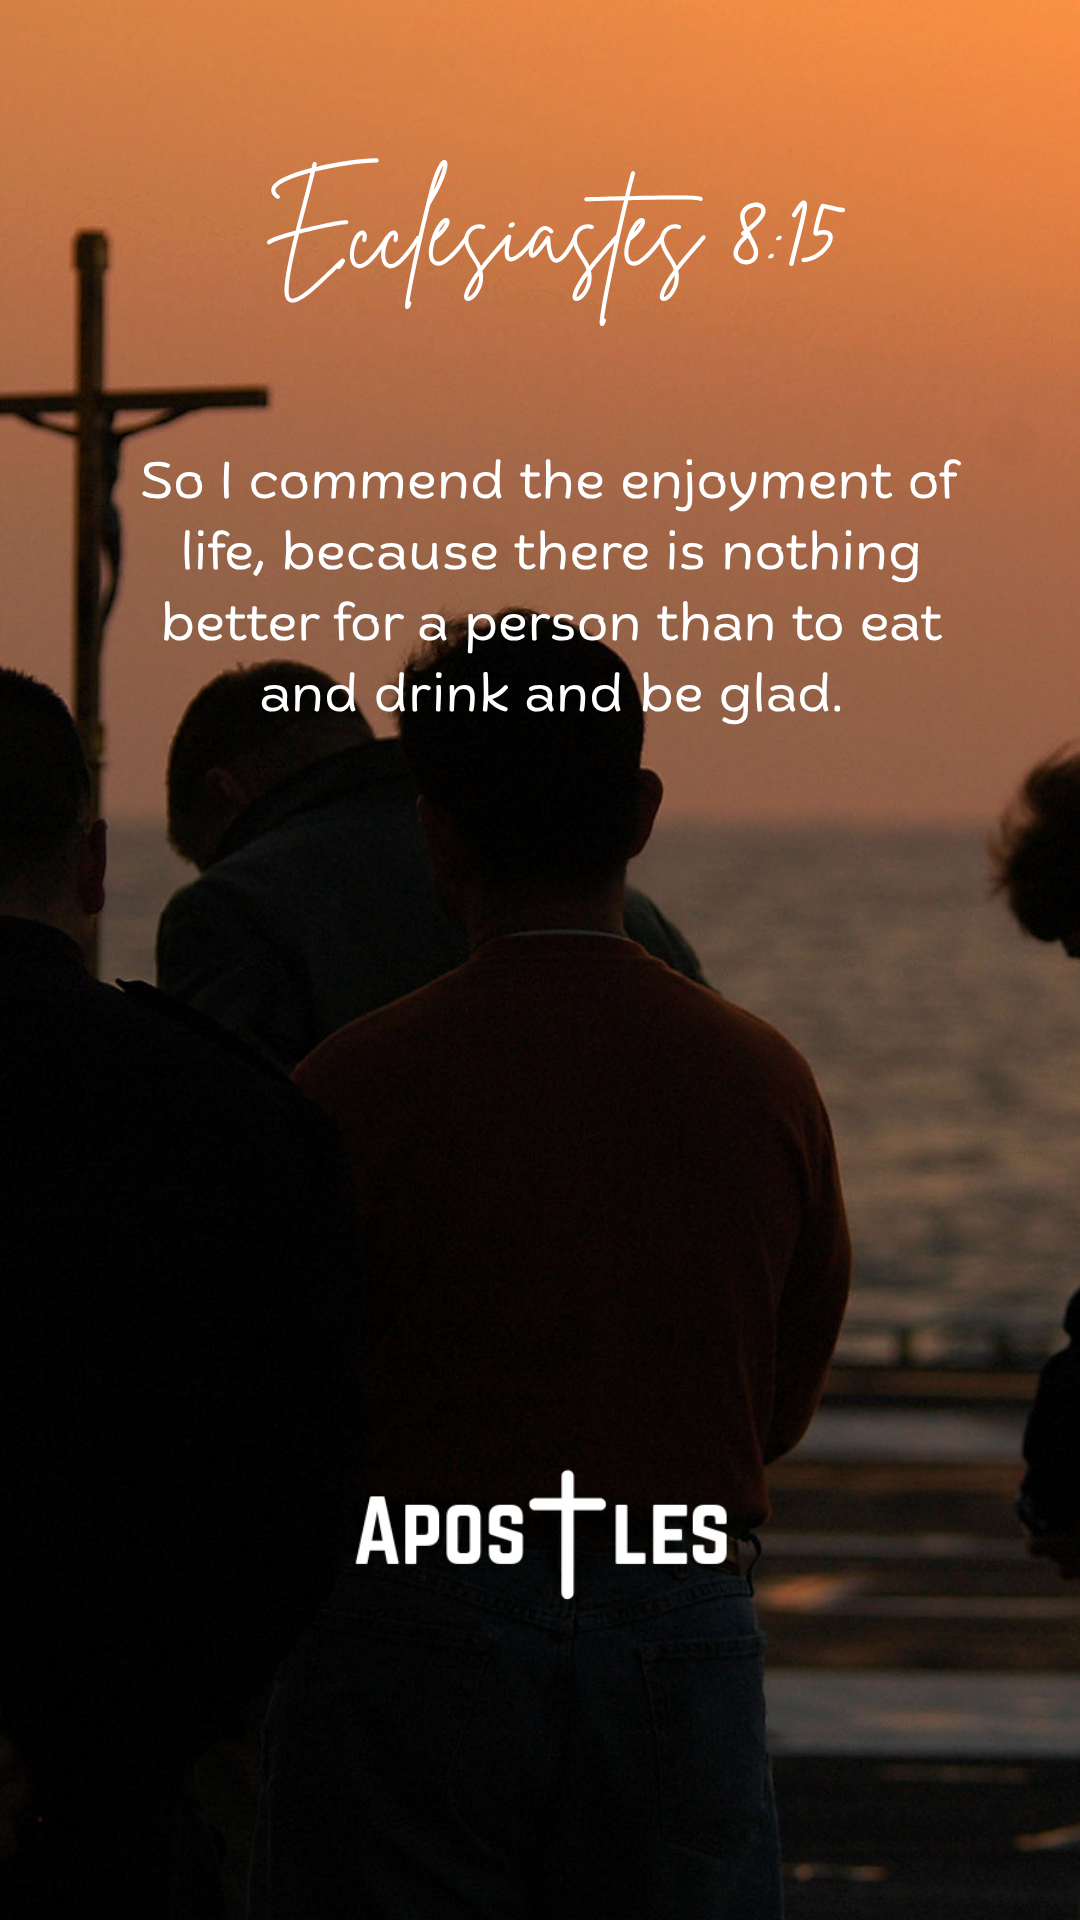 Ecclesiastes 8:15
So I commend the enjoyment of
life, because there is nothing
better for a person than to eat
and drink and be glad.
APOSTLES